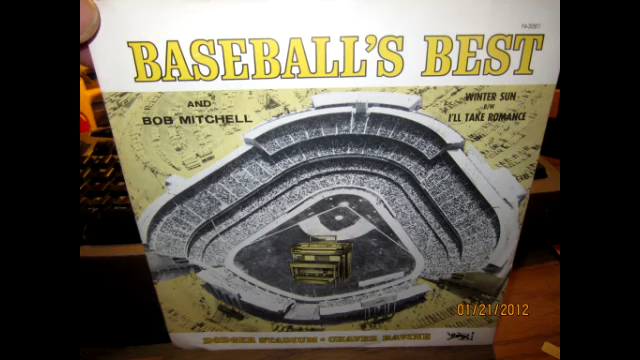 BASEBALL'S BEST
AND
BOB MITCHELL
WINTER SUN
B/W
I'LL TAKE ROMANCE
DODGER STADIUM • CHAVEZ RAVINE
01/21/2012